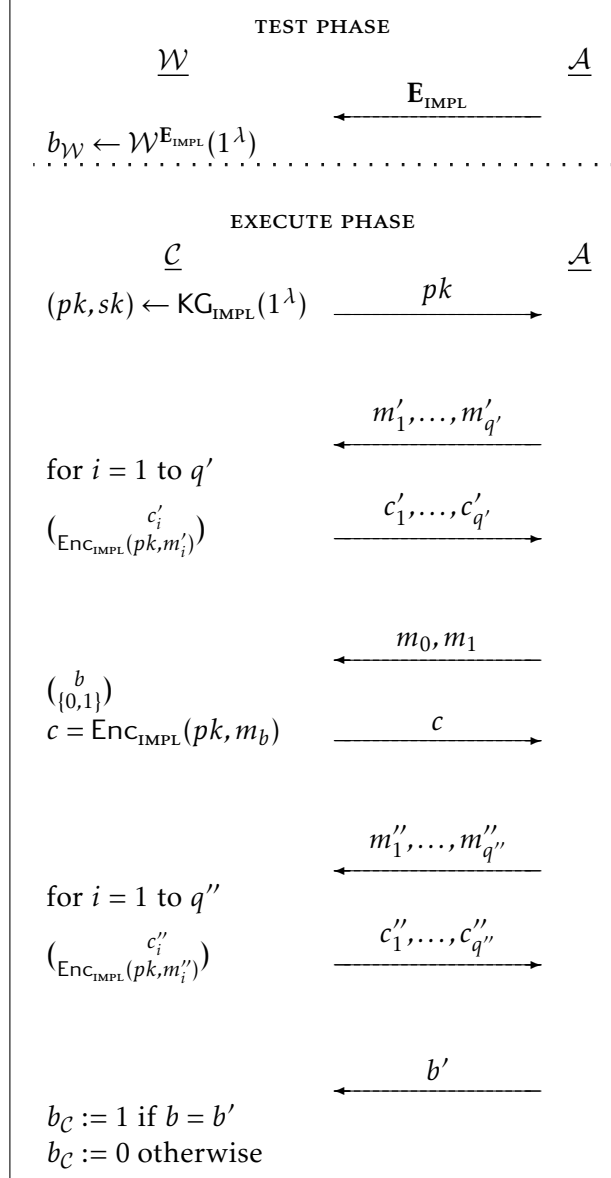 TEST PHASE
𝒲 𝒜
E_IMPL
b_𝒲 ← 𝒲^{E_IMPL}(1^λ)
EXECUTE PHASE
𝒞 𝒜
(pk, sk) ← KG_IMPL(1^λ) pk
m′_1, . . . , m′_{q′}
for i = 1 to q′
(c′_i Enc_IMPL(pk,m′_i)) c′_1, . . . , c′_{q′}
m_0, m_1
(b {0,1})
c = Enc_IMPL(pk, m_b) c
m″_1, . . . , m″_{q″}
for i = 1 to q″
(c″_i Enc_IMPL(pk,m″_i)) c″_1, . . . , c″_{q″}
b′
b_𝒞 := 1 if b = b′
b_𝒞 := 0 otherwise